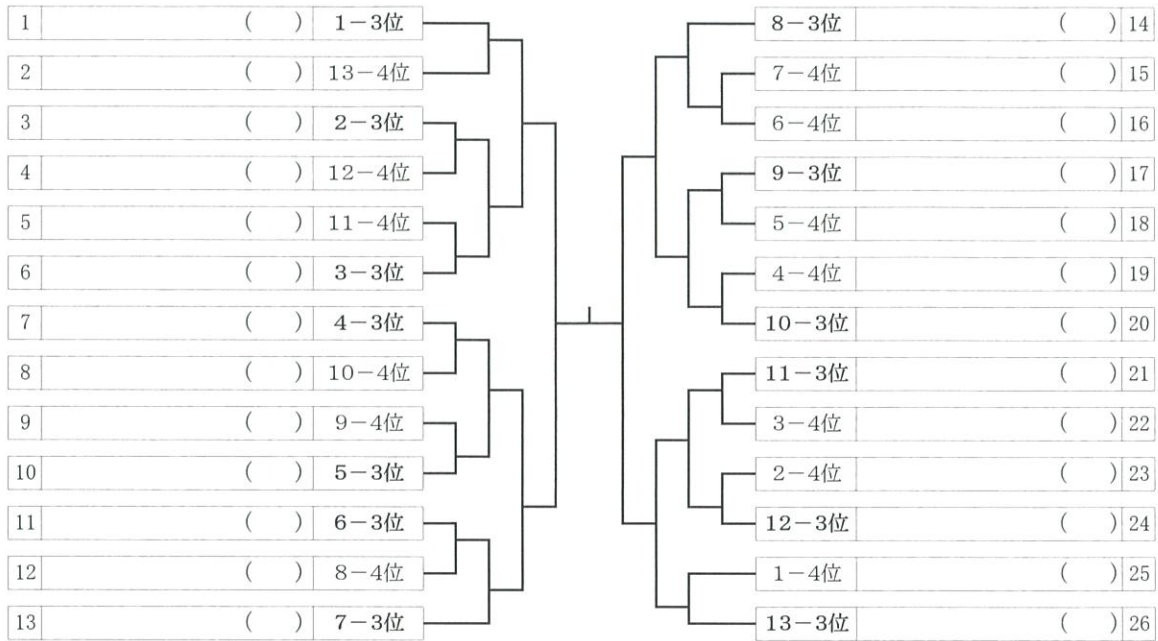 1 ( ) 1-3位
2 ( ) 13-4位
3 ( ) 2-3位
4 ( ) 12-4位
5 ( ) 11-4位
6 ( ) 3-3位
7 ( ) 4-3位
8 ( ) 10-4位
9 ( ) 9-4位
10 ( ) 5-3位
11 ( ) 6-3位
12 ( ) 8-4位
13 ( ) 7-3位
8-3位 ( ) 14
7-4位 ( ) 15
6-4位 ( ) 16
9-3位 ( ) 17
5-4位 ( ) 18
4-4位 ( ) 19
10-3位 ( ) 20
11-3位 ( ) 21
3-4位 ( ) 22
2-4位 ( ) 23
12-3位 ( ) 24
1-4位 ( ) 25
13-3位 ( ) 26